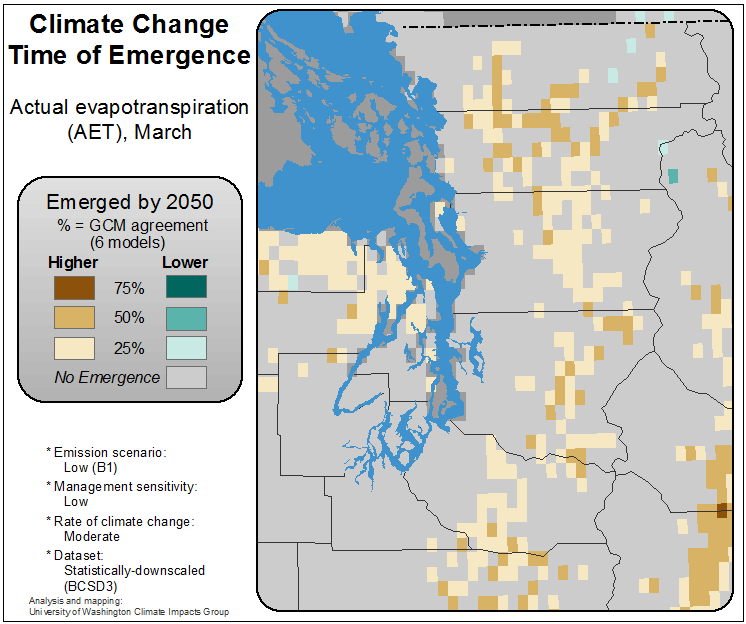 Climate Change
Time of Emergence
Actual evapotranspiration
(AET), March
Emerged by 2050
% = GCM agreement
(6 models)
Higher Lower
75%
50%
25%
No Emergence
* Emission scenario:
Low (B1)
* Management sensitivity:
Low
* Rate of climate change:
Moderate
* Dataset:
Statistically-downscaled
(BCSD3)
Analysis and mapping:
University of Washington Climate Impacts Group